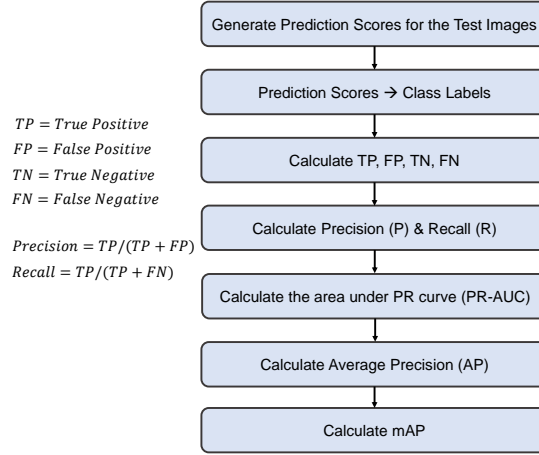 Generate Prediction Scores for the Test Images
Prediction Scores → Class Labels
TP = True Positive
FP = False Positive
TN = True Negative
FN = False Negative
Precision = TP/(TP + FP)
Recall = TP/(TP + FN)
Calculate TP, FP, TN, FN
Calculate Precision (P) & Recall (R)
Calculate the area under PR curve (PR-AUC)
Calculate Average Precision (AP)
Calculate mAP